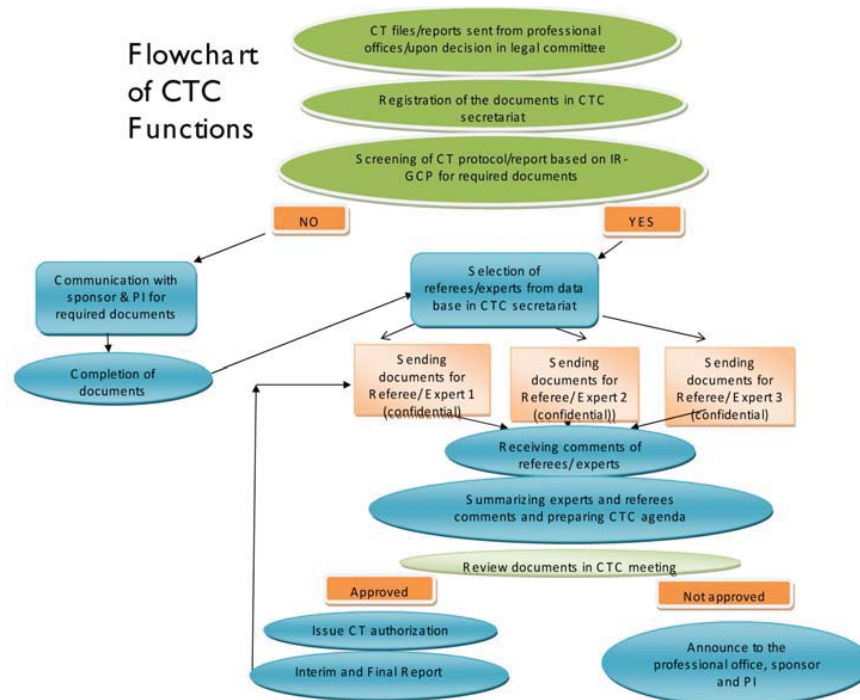 Flowchart
of CTC
Functions
CT files/reports sent from professional
offices/upon decision in legal committee
Registration of the documents in CTC
secretariat
Screening of CT protocol/report based on IR-
GCP for required documents
NO
YES
Communication with
sponsor & PI for
required documents
Selection of
referees/experts from data
base in CTC secretariat
Completion of
documents
Sending
documents for
Referee/Expert 1
(confidential)
Sending
documents for
Referee/Expert 2
(confidential))
Sending
documents for
Referee/Expert 3
(confidential)
Receiving comments of
referees/experts
Summarizing experts and referees
comments and preparing CTC agenda
Review documents in CTC meeting
Approved
Not approved
Issue CT authorization
Interim and Final Report
Announce to the
professional office, sponsor
and PI